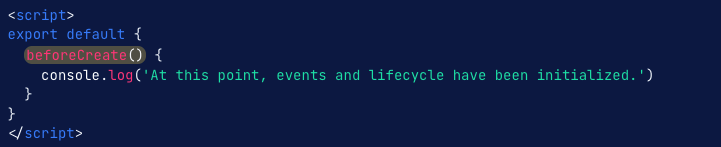 <script>
export default {
  beforeCreate() {
    console.log('At this point, events and lifecycle have been initialized.')
  }
}
</script>